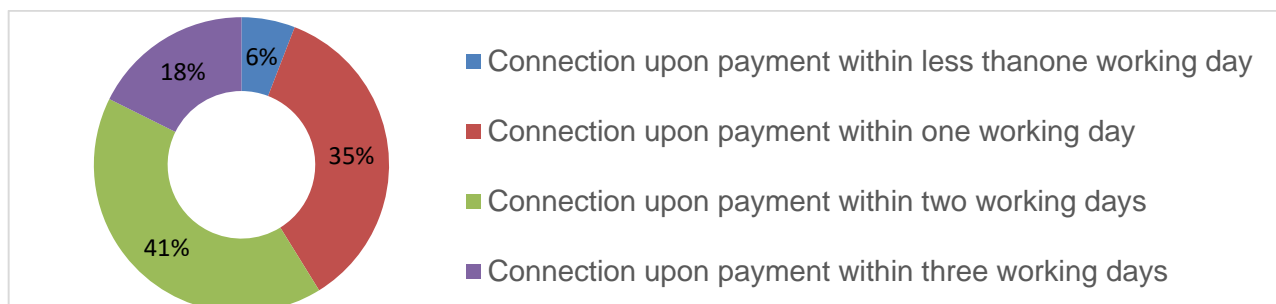 6%
18%
35%
41%
Connection upon payment within less thanone working day
Connection upon payment within one working day
Connection upon payment within two working days
Connection upon payment within three working days